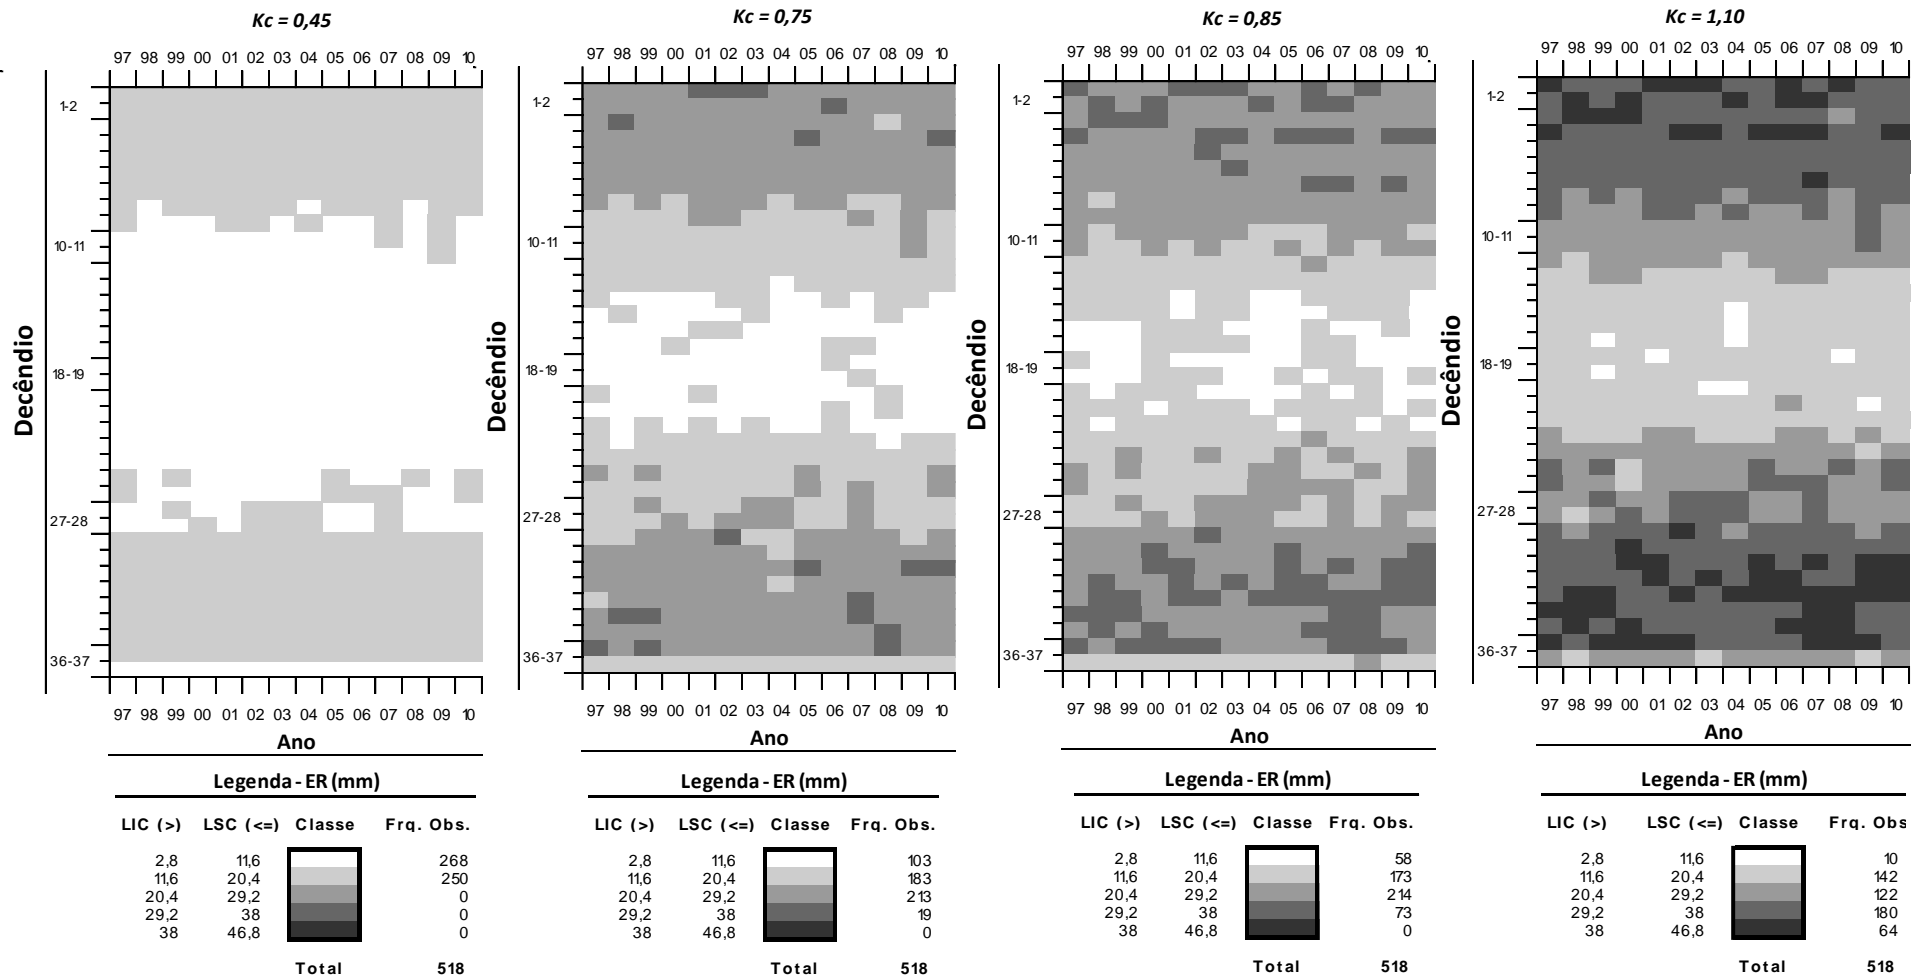 Kc = 0,45
97 98 99 00 01 02 03 04 05 06 07 08 09 10
Decêndio
1-2
10-11
18-19
27-28
36-37
97 98 99 00 01 02 03 04 05 06 07 08 09 10
Ano
Legenda - ER (mm)
LIC (>) LSC (<=) Classe Frq. Obs.
2,8 11,6 268
11,6 20,4 250
20,4 29,2 0
29,2 38 0
38 46,8 0
Total 518
Kc = 0,75
97 98 99 00 01 02 03 04 05 06 07 08 09 10
Decêndio
1-2
10-11
18-19
27-28
36-37
97 98 99 00 01 02 03 04 05 06 07 08 09 10
Ano
Legenda - ER (mm)
LIC (>) LSC (<=) Classe Frq. Obs.
2,8 11,6 103
11,6 20,4 183
20,4 29,2 213
29,2 38 19
38 46,8 0
Total 518
Kc = 0,85
97 98 99 00 01 02 03 04 05 06 07 08 09 10
Decêndio
1-2
10-11
18-19
27-28
36-37
97 98 99 00 01 02 03 04 05 06 07 08 09 10
Ano
Legenda - ER (mm)
LIC (>) LSC (<=) Classe Frq. Obs.
2,8 11,6 58
11,6 20,4 173
20,4 29,2 214
29,2 38 73
38 46,8 0
Total 518
Kc = 1,10
97 98 99 00 01 02 03 04 05 06 07 08 09 10
Decêndio
1-2
10-11
18-19
27-28
36-37
97 98 99 00 01 02 03 04 05 06 07 08 09 10
Ano
Legenda - ER (mm)
LIC (>) LSC (<=) Classe Frq. Obs
2,8 11,6 10
11,6 20,4 142
20,4 29,2 122
29,2 38 180
38 46,8 64
Total 518